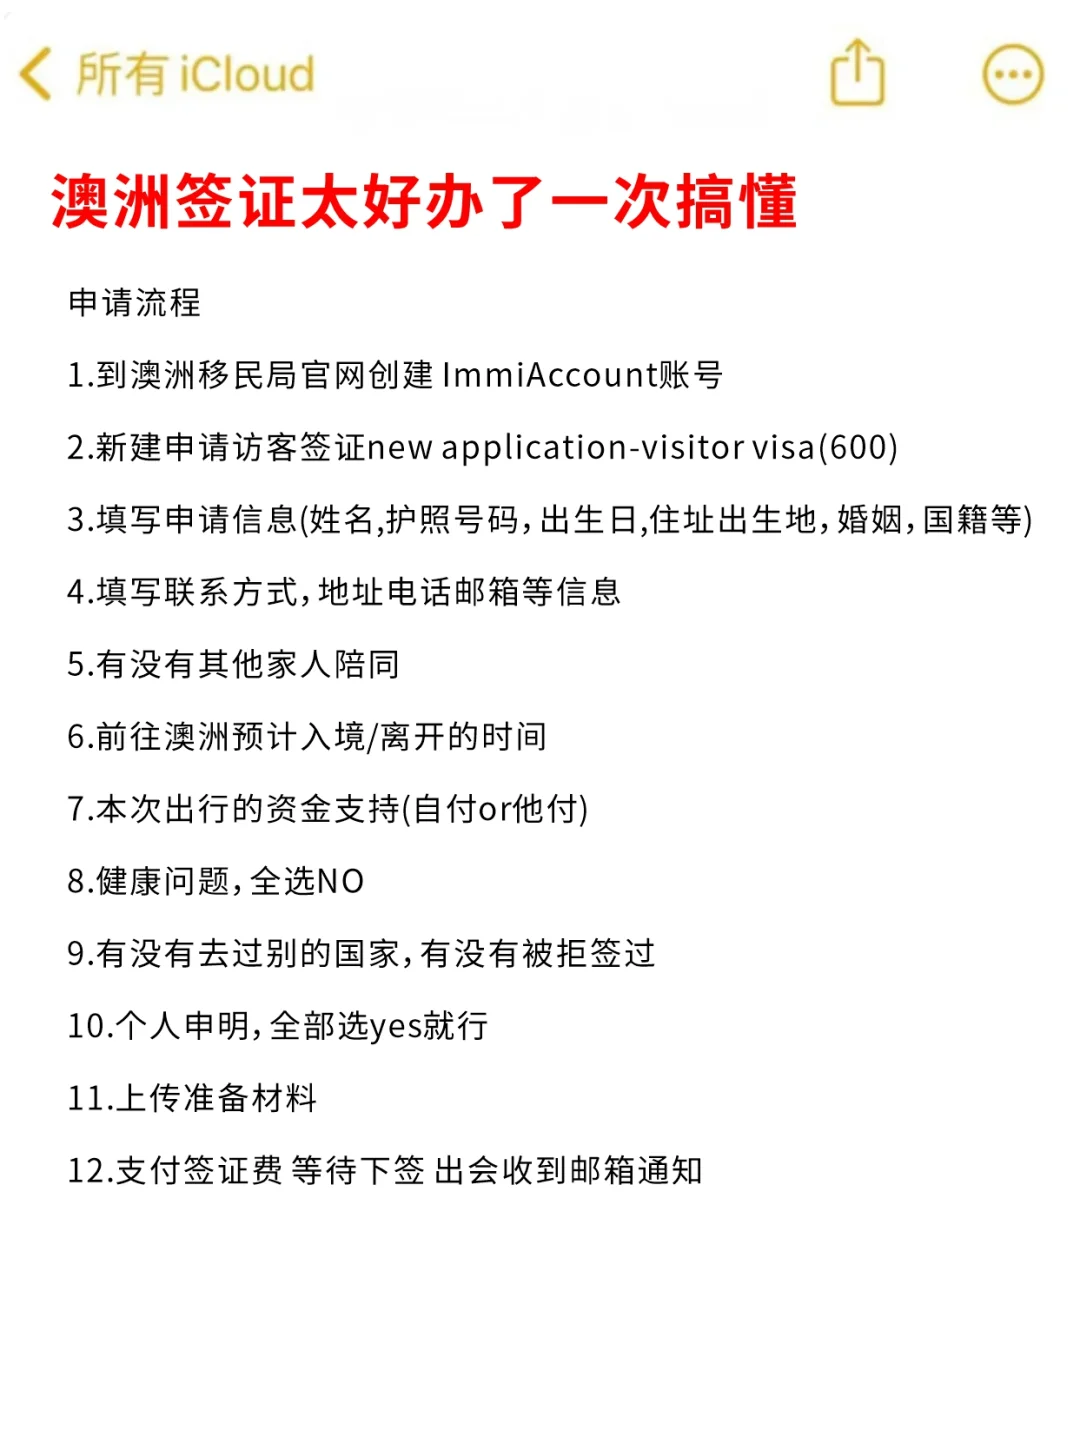 所有 iCloud
澳洲签证太好办了一次搞懂
申请流程
1.到澳洲移民局官网创建 ImmiAccount账号
2.新建申请访客签证new application-visitor visa(600)
3.填写申请信息(姓名,护照号码，出生日,住址出生地，婚姻，国籍等)
4.填写联系方式，地址电话邮箱等信息
5.有没有其他家人陪同
6.前往澳洲预计入境/离开的时间
7.本次出行的资金支持(自付or他付)
8.健康问题，全选NO
9.有没有去过别的国家，有没有被拒签过
10.个人申明，全部选yes就行
11.上传准备材料
12.支付签证费 等待下签 出会收到邮箱通知